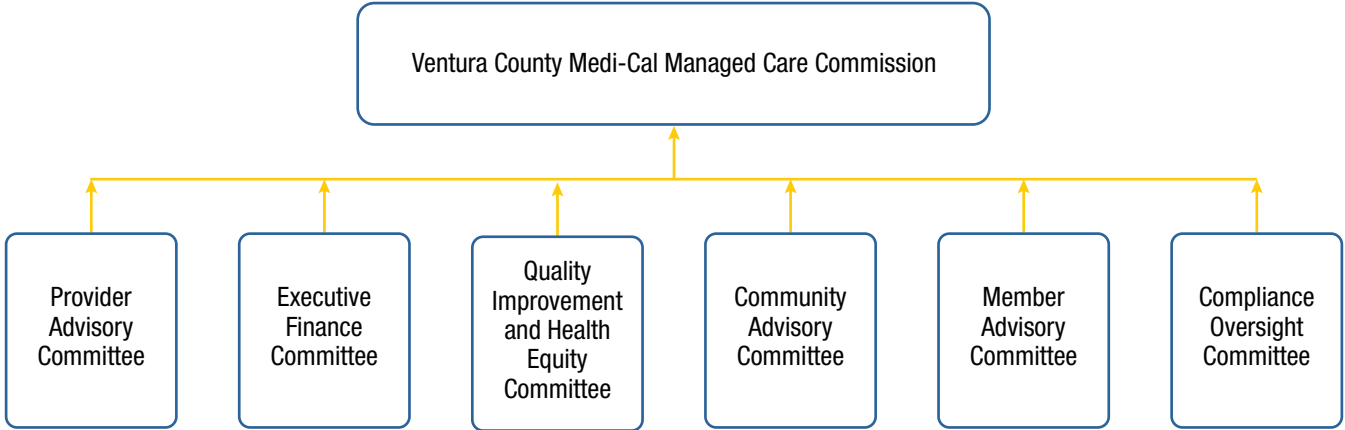 Ventura County Medi-Cal Managed Care Commission
Provider
Advisory
Committee
Executive
Finance
Committee
Quality
Improvement
and Health
Equity
Committee
Community
Advisory
Committee
Member
Advisory
Committee
Compliance
Oversight
Committee